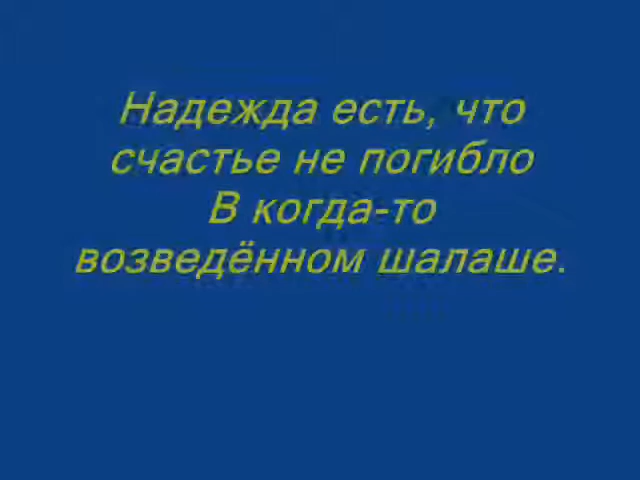 Надежда есть, что
счастье не погибло
В когда-то
возведённом шалаше.